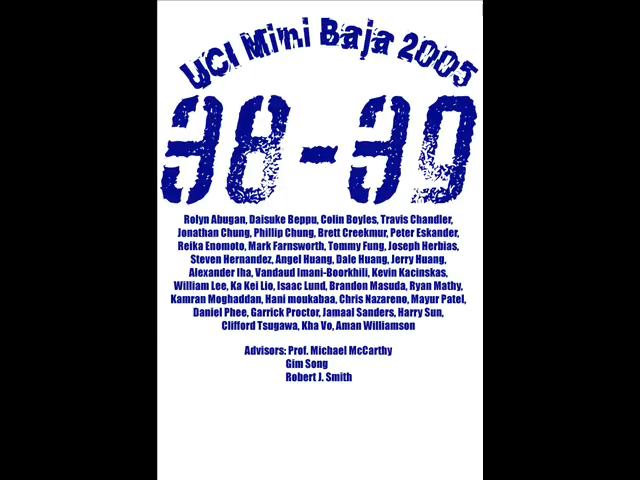 UCI Mini Baja 2005
38-39
Rolyn Abugan, Daisuke Beppu, Colin Boyles, Travis Chandler,
Jonathan Chung, Phillip Chung, Brett Creekmur, Peter Eskander,
Reika Enomoto, Mark Farnsworth, Tommy Fung, Joseph Herbias,
Steven Hernandez, Angel Huang, Dale Huang, Jerry Huang,
Alexander Iha, Vandaud Imani-Boorkhili, Kevin Kacinskas,
William Lee, Ka Kei Lio, Isaac Lund, Brandon Masuda, Ryan Mathy,
Kamran Moghaddan, Hani moukabaa, Chris Nazareno, Mayur Patel,
Daniel Phee, Garrick Proctor, Jamaal Sanders, Harry Sun,
Clifford Tsugawa, Kha Vo, Aman Williamson
Advisors: Prof. Michael McCarthy
Gim Song
Robert J. Smith